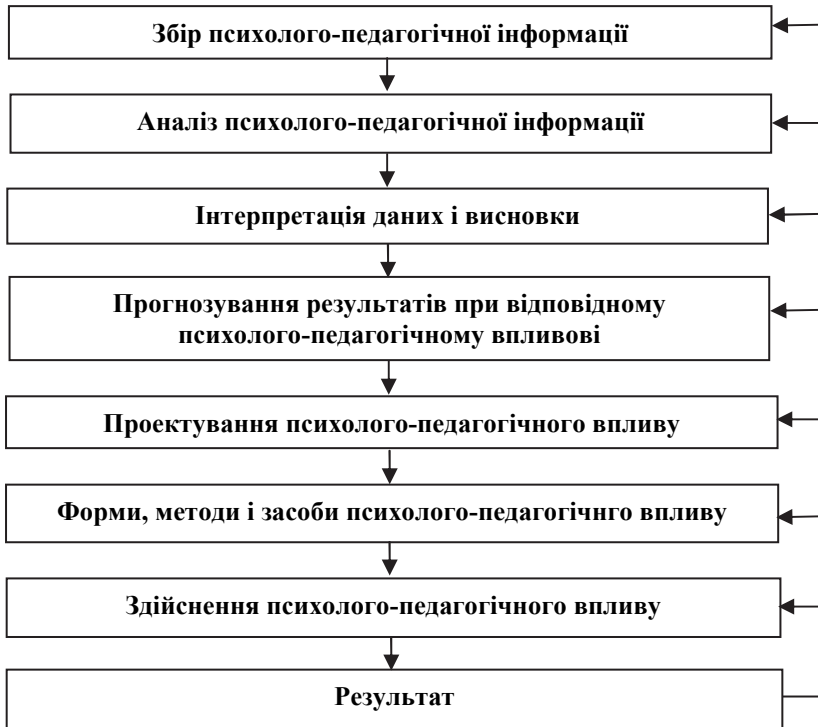 Збір психолого-педагогічної інформації
Аналіз психолого-педагогічної інформації
Інтерпретація даних і висновки
Прогнозування результатів при відповідному
психолого-педагогічному впливові
Проектування психолого-педагогічного впливу
Форми, методи і засоби психолого-педагогічнго впливу
Здійснення психолого-педагогічного впливу
Результат